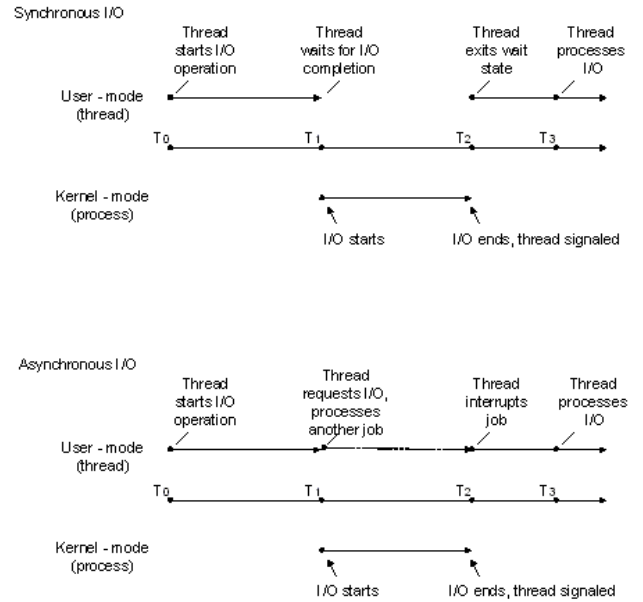 Synchronous I/O
Thread
starts I/O
operation
Thread
waits for I/O
completion
Thread
exits wait
state
Thread
processes
I/O
User - mode
(thread)
T0
T1
T2
T3
Kernel - mode
(process)
I/O starts
I/O ends, thread signaled
Asynchronous I/O
Thread
starts I/O
operation
Thread
requests I/O,
processes
another job
Thread
interrupts
job
Thread
processes
I/O
User - mode
(thread)
T0
T1
T2
T3
Kernel - mode
(process)
I/O starts
I/O ends, thread signaled